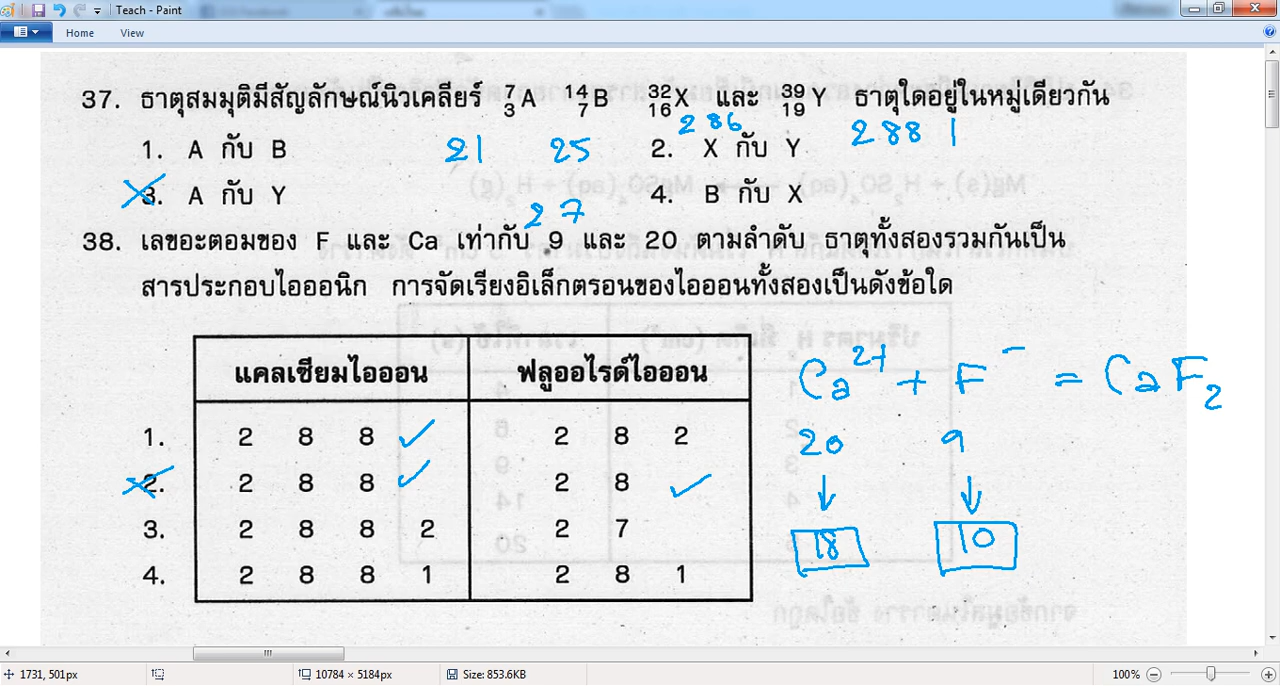 Teach - Paint
Home View
37. ธาตุสมมุติมีสัญลักษณ์นิวเคลียร์ ⁷₃A ¹⁴₇B ³²₁₆X และ ³⁹₁₉Y ธาตุใดอยู่ในหมู่เดียวกัน
2 8 6 2 8 8 1
1. A กับ B 21 25 2. X กับ Y
3. A กับ Y 4. B กับ X
2 7
38. เลขอะตอมของ F และ Ca เท่ากับ 9 และ 20 ตามลำดับ ธาตุทั้งสองรวมกันเป็น
สารประกอบไอออนิก การจัดเรียงอิเล็กตรอนของไอออนทั้งสองเป็นดังข้อใด
แคลเซียมไอออน ฟลูออไรด์ไอออน
1. 2 8 8 ✓ 2 8 2
2. 2 8 8 ✓ 2 8 ✓
3. 2 8 8 2 2 7
4. 2 8 8 1 2 8 1
Ca²⁺ + F⁻ = CaF₂
20 9
↓ ↓
18 10
1731, 501px 10784 × 5184px Size: 853.6KB 100%